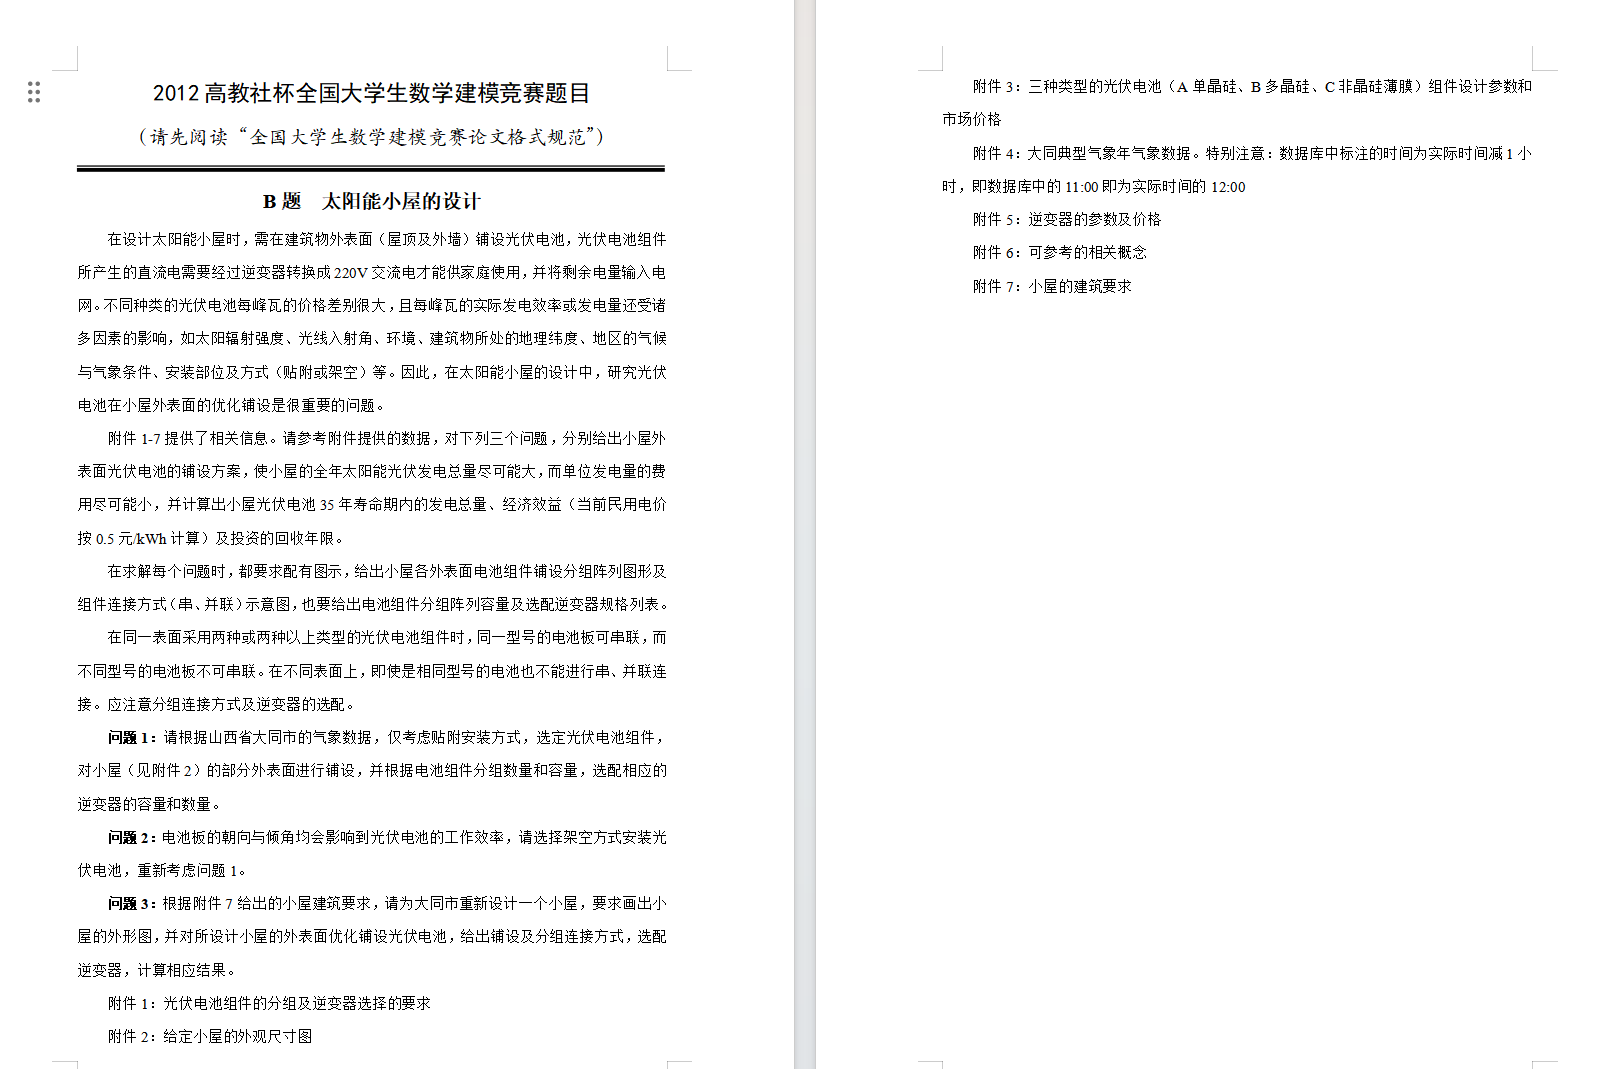 2012高教社杯全国大学生数学建模竞赛题目
（请先阅读“全国大学生数学建模竞赛论文格式规范”）
B题 太阳能小屋的设计
在设计太阳能小屋时，需在建筑物外表面（屋顶及外墙）铺设光伏电池，光伏电池组件
所产生的直流电需要经过逆变器转换成220V交流电才能供家庭使用，并将剩余电量输入电
网。不同种类的光伏电池每峰瓦的价格差别很大，且每峰瓦的实际发电效率或发电量还受诸
多因素的影响，如太阳辐射强度、光线入射角、环境、建筑物所处的地理纬度、地区的气候
与气象条件、安装部位及方式（贴附或架空）等。因此，在太阳能小屋的设计中，研究光伏
电池在小屋外表面的优化铺设是很重要的问题。
附件1-7提供了相关信息。请参考附件提供的数据，对下列三个问题，分别给出小屋外
表面光伏电池的铺设方案，使小屋的全年太阳能光伏发电总量尽可能大，而单位发电量的费
用尽可能小，并计算出小屋光伏电池35年寿命期内的发电总量、经济效益（当前民用电价
按0.5元/kWh计算）及投资的回收年限。
在求解每个问题时，都要求配有图示，给出小屋各外表面电池组件铺设分组阵列图形及
组件连接方式（串、并联）示意图，也要给出电池组件分组阵列容量及选配逆变器规格列表。
在同一表面采用两种或两种以上类型的光伏电池组件时，同一型号的电池板可串联，而
不同型号的电池板不可串联。在不同表面上，即使是相同型号的电池也不能进行串、并联连
接。应注意分组连接方式及逆变器的选配。
问题1：请根据山西省大同市的气象数据，仅考虑贴附安装方式，选定光伏电池组件，
对小屋（见附件2）的部分外表面进行铺设，并根据电池组件分组数量和容量，选配相应的
逆变器的容量和数量。
问题2：电池板的朝向与倾角均会影响到光伏电池的工作效率，请选择架空方式安装光
伏电池，重新考虑问题1。
问题3：根据附件7给出的小屋建筑要求，请为大同市重新设计一个小屋，要求画出小
屋的外形图，并对所设计小屋的外表面优化铺设光伏电池，给出铺设及分组连接方式，选配
逆变器，计算相应结果。
附件1：光伏电池组件的分组及逆变器选择的要求
附件2：给定小屋的外观尺寸图
附件3：三种类型的光伏电池（A单晶硅、B多晶硅、C非晶硅薄膜）组件设计参数和
市场价格
附件4：大同典型气象年气象数据。特别注意：数据库中标注的时间为实际时间减1小
时，即数据库中的11:00即为实际时间的12:00
附件5：逆变器的参数及价格
附件6：可参考的相关概念
附件7：小屋的建筑要求